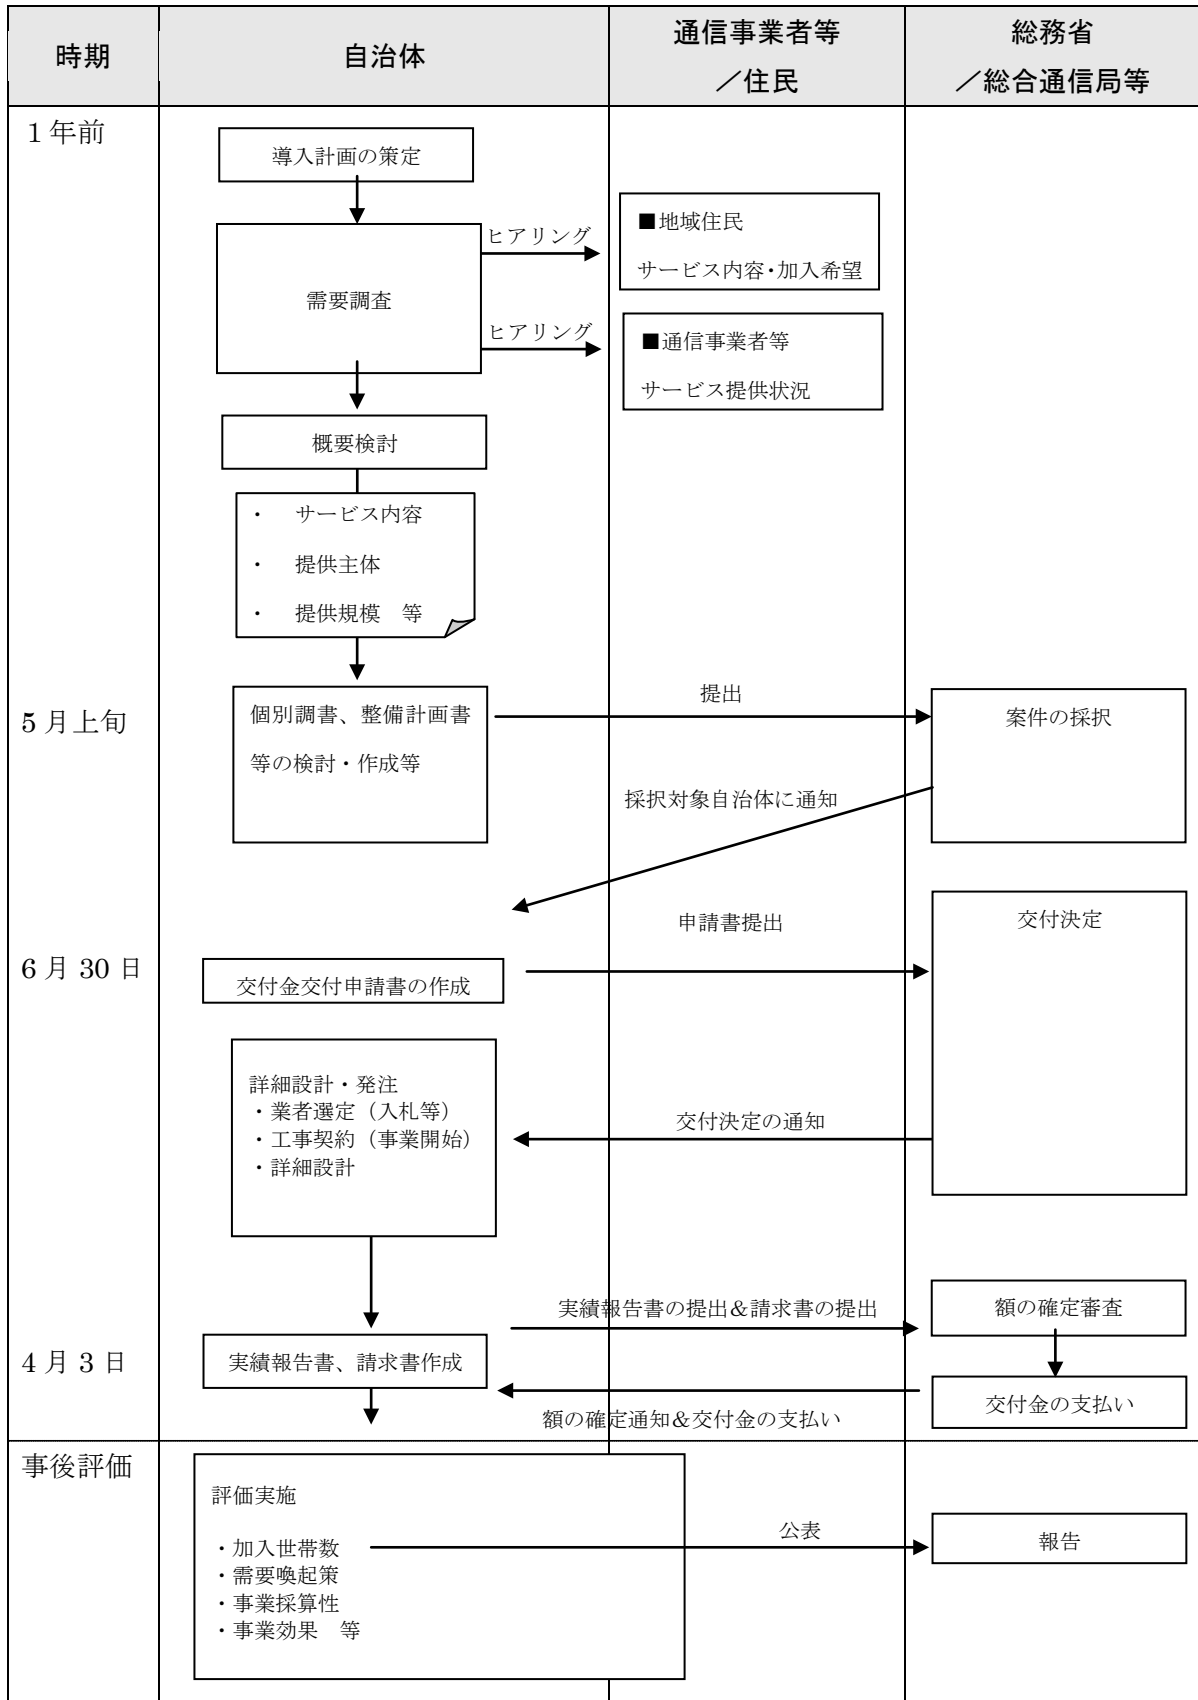 時期
自治体
通信事業者等
／住民
総務省
／総合通信局等
１年前
導入計画の策定
ヒアリング
■地域住民
サービス内容・加入希望
需要調査
ヒアリング
■通信事業者等
サービス提供状況
概要検討
・　サービス内容
・　提供主体
・　提供規模　等
5月上旬
個別調書、整備計画書
等の検討・作成等
提出
案件の採択
採択対象自治体に通知
申請書提出
交付決定
6月30日
交付金交付申請書の作成
詳細設計・発注
・業者選定（入札等）
・工事契約（事業開始）
・詳細設計
交付決定の通知
実績報告書の提出＆請求書の提出
額の確定審査
4月3日
実績報告書、請求書作成
交付金の支払い
額の確定通知＆交付金の支払い
事後評価
評価実施
・加入世帯数
・需要喚起策
・事業採算性
・事業効果　等
公表
報告